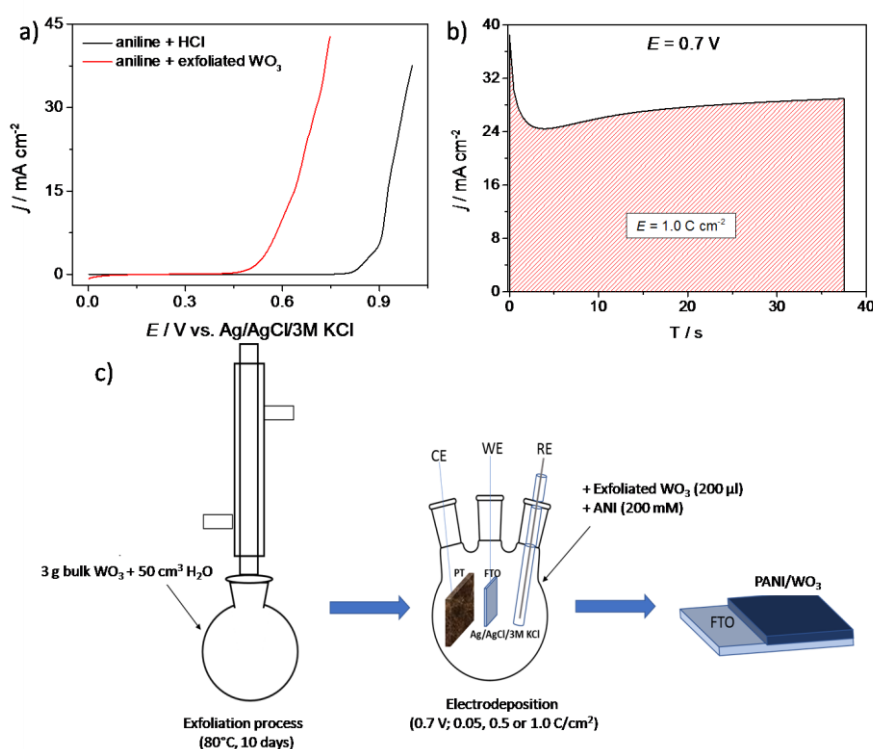 a)
aniline + HCl
aniline + exfoliated WO₃
45
30
15
0
j / mA cm⁻²
0.0 0.3 0.6 0.9
E / V vs. Ag/AgCl/3M KCl
b)
E = 0.7 V
40
32
24
16
8
0
j / mA cm⁻²
E = 1.0 C cm⁻²
0 10 20 30 40
T / s
c)
3 g bulk WO₃ + 50 cm³ H₂O
Exfoliation process
(80°C, 10 days)
CE WE RE
+ Exfoliated WO₃ (200 µl)
+ ANI (200 mM)
PT FTO
Ag/AgCl/3M KCl
Electrodeposition
(0.7 V; 0.05, 0.5 or 1.0 C/cm²)
PANI/WO₃
FTO